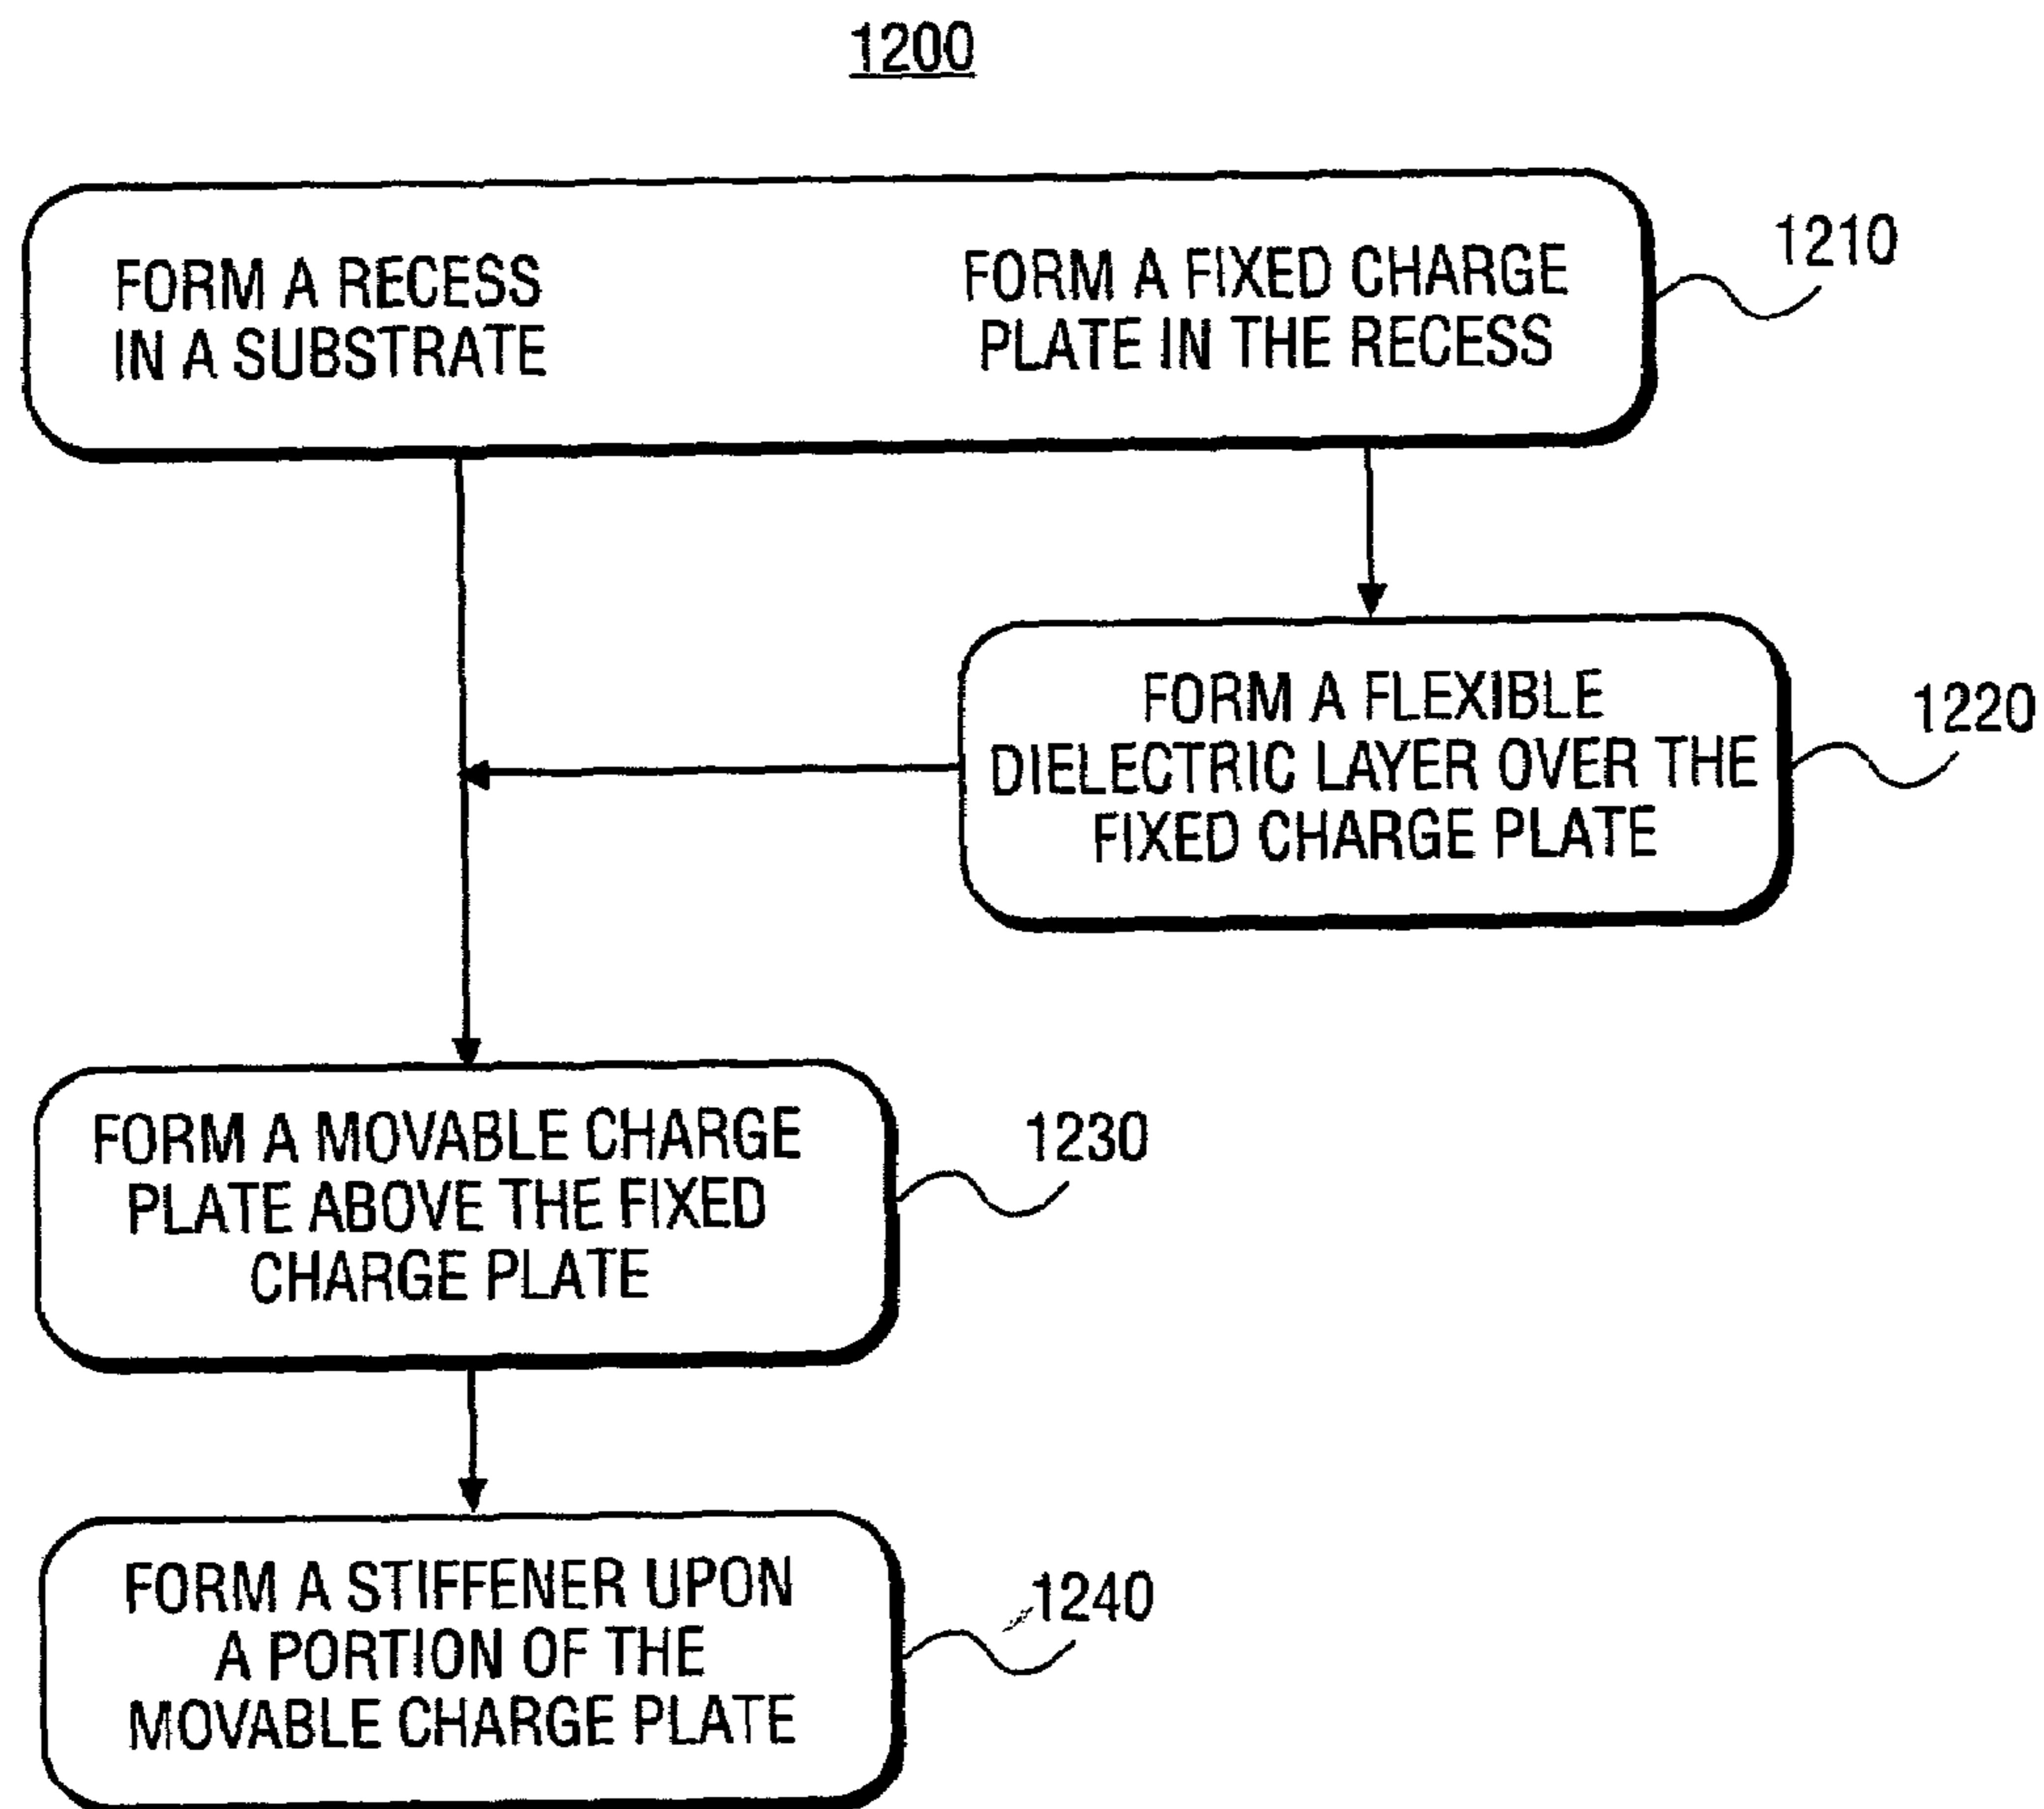 1200
FORM A RECESS
IN A SUBSTRATE
FORM A FIXED CHARGE
PLATE IN THE RECESS
1210
FORM A FLEXIBLE
DIELECTRIC LAYER OVER THE
FIXED CHARGE PLATE
1220
FORM A MOVABLE CHARGE
PLATE ABOVE THE FIXED
CHARGE PLATE
1230
FORM A STIFFENER UPON
A PORTION OF THE
MOVABLE CHARGE PLATE
1240